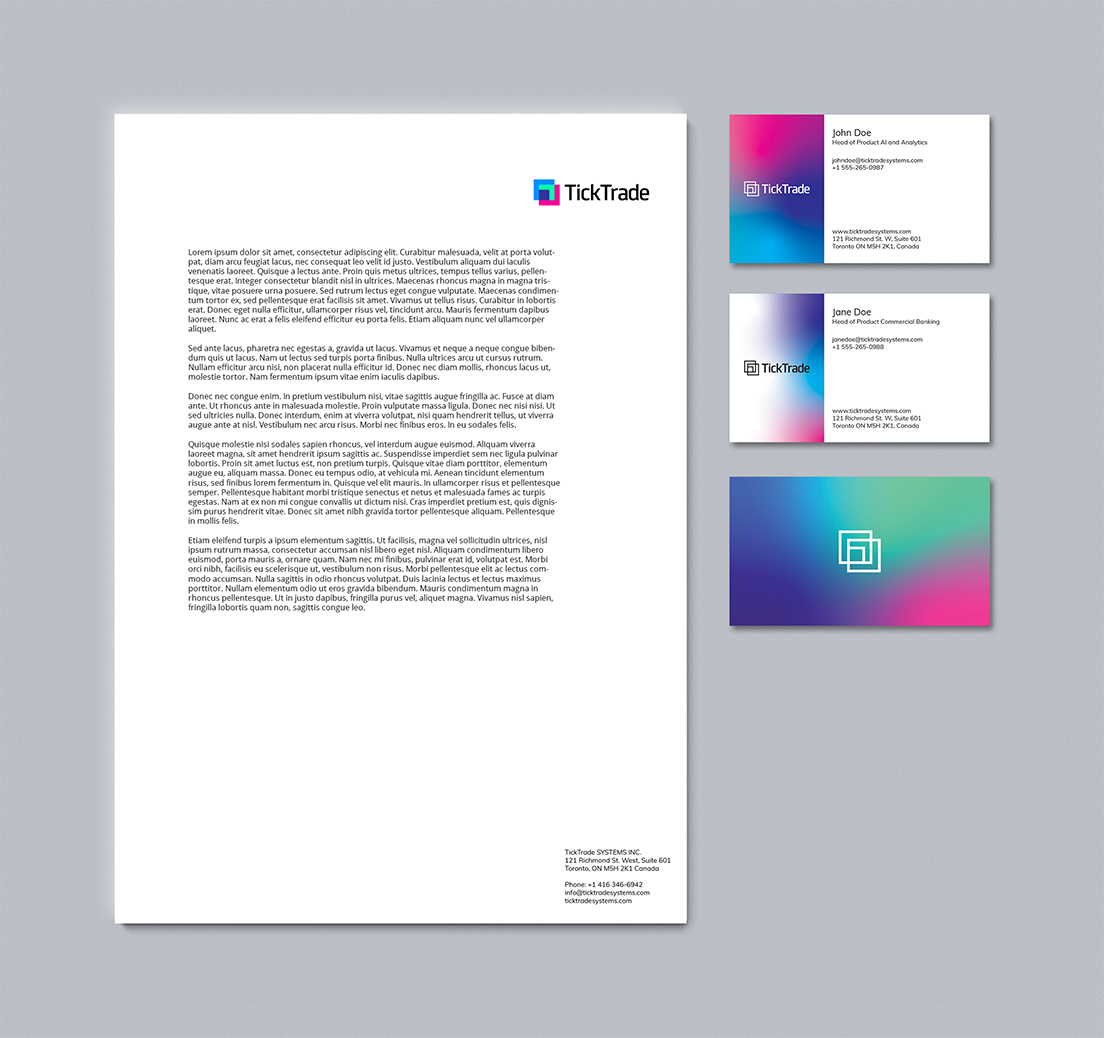 TickTrade
Lorem ipsum dolor sit amet, consectetur adipiscing elit. Curabitur malesuada, velit at porta volut-
pat, diam arcu feugiat lacus, nec consequat leo velit id justo. Vestibulum aliquam dui iaculis
venenatis laoreet. Quisque a lectus ante. Proin quis metus ultrices, tempus tellus varius, pellen-
tesque erat. Integer consectetur blandit nisl in ultrices. Maecenas rhoncus magna in magna tris-
tique, vitae posuere urna posuere. Sed rutrum lectus eget congue vulputate. Maecenas condimen-
tum tortor ex, sed pellentesque erat facilisis sit amet. Vivamus ut tellus risus. Curabitur in lobortis
erat. Donec eget nulla efficitur, ullamcorper risus vel, tincidunt arcu. Mauris fermentum dapibus
laoreet. Nunc ac erat a felis eleifend efficitur eu porta felis. Etiam aliquam nunc vel ullamcorper
aliquet.
Sed ante lacus, pharetra nec egestas a, gravida ut lacus. Vivamus et neque a neque congue biben-
dum quis ut lacus. Nam ut lectus sed turpis porta finibus. Nulla ultrices arcu ut cursus rutrum.
Nullam efficitur arcu nisi, non placerat nulla efficitur id. Donec nec diam mollis, rhoncus lacus ut,
molestie tortor. Nam fermentum ipsum vitae enim iaculis dapibus.
Donec nec congue enim. In pretium vestibulum nisi, vitae sagittis augue fringilla ac. Fusce at diam
ante. Ut rhoncus ante in malesuada molestie. Proin vulputate massa ligula. Donec nec nisi nisi. Ut
sed ultricies nulla. Donec interdum, enim at viverra volutpat, nisi quam hendrerit tellus, ut viverra
augue ante at nisl. Vestibulum nec arcu risus. Morbi nec finibus eros. In eu sodales felis.
Quisque molestie nisi sodales sapien rhoncus, vel interdum augue euismod. Aliquam viverra
laoreet magna, sit amet hendrerit ipsum sagittis ac. Suspendisse imperdiet sem nec ligula pulvinar
lobortis. Proin sit amet luctus est, non pretium turpis. Quisque vitae diam porttitor, elementum
augue eu, aliquam massa. Donec eu tempus odio, at vehicula mi. Aenean tincidunt elementum
risus, sed finibus lorem fermentum in. Quisque vel elit mauris. In ullamcorper risus et pellentesque
semper. Pellentesque habitant morbi tristique senectus et netus et malesuada fames ac turpis
egestas. Nam at ex non mi congue convallis ut dictum nisi. Cras imperdiet pretium est, quis dignis-
sim purus hendrerit vitae. Donec sit amet nibh gravida tortor pellentesque aliquam. Pellentesque
in mollis felis.
Etiam eleifend turpis a ipsum elementum sagittis. Ut facilisis, magna vel sollicitudin ultrices, nisl
ipsum rutrum massa, consectetur accumsan nisl libero eget nisl. Aliquam condimentum libero
euismod, porta mauris a, ornare quam. Nam nec mi finibus, pulvinar erat id, volutpat est. Morbi
orci nibh, facilisis eu scelerisque ut, vestibulum non risus. Morbi pellentesque elit ac lectus com-
modo accumsan. Nulla sagittis in odio rhoncus volutpat. Duis lacinia lectus et lectus maximus
porttitor. Nullam elementum odio ut eros gravida bibendum. Mauris condimentum magna in
rhoncus pellentesque. Ut in justo dapibus, fringilla purus vel, aliquet magna. Vivamus nisl sapien,
fringilla lobortis quam non, sagittis congue leo.
TickTrade SYSTEMS INC.
121 Richmond St. West, Suite 601
Toronto, ON M5H 2K1 Canada
Phone: +1 416 346-6942
info@ticktradesystems.com
ticktradesystems.com
TickTrade
John Doe
Head of Product AI and Analytics
johndoe@ticktradesystems.com
+1 555-265-0987
www.ticktradesystems.com
121 Richmond St. W, Suite 601
Toronto ON M5H 2K1, Canada
TickTrade
Jane Doe
Head of Product Commercial Banking
janedoe@ticktradesystems.com
+1 555-265-0988
www.ticktradesystems.com
121 Richmond St. W, Suite 601
Toronto ON M5H 2K1, Canada